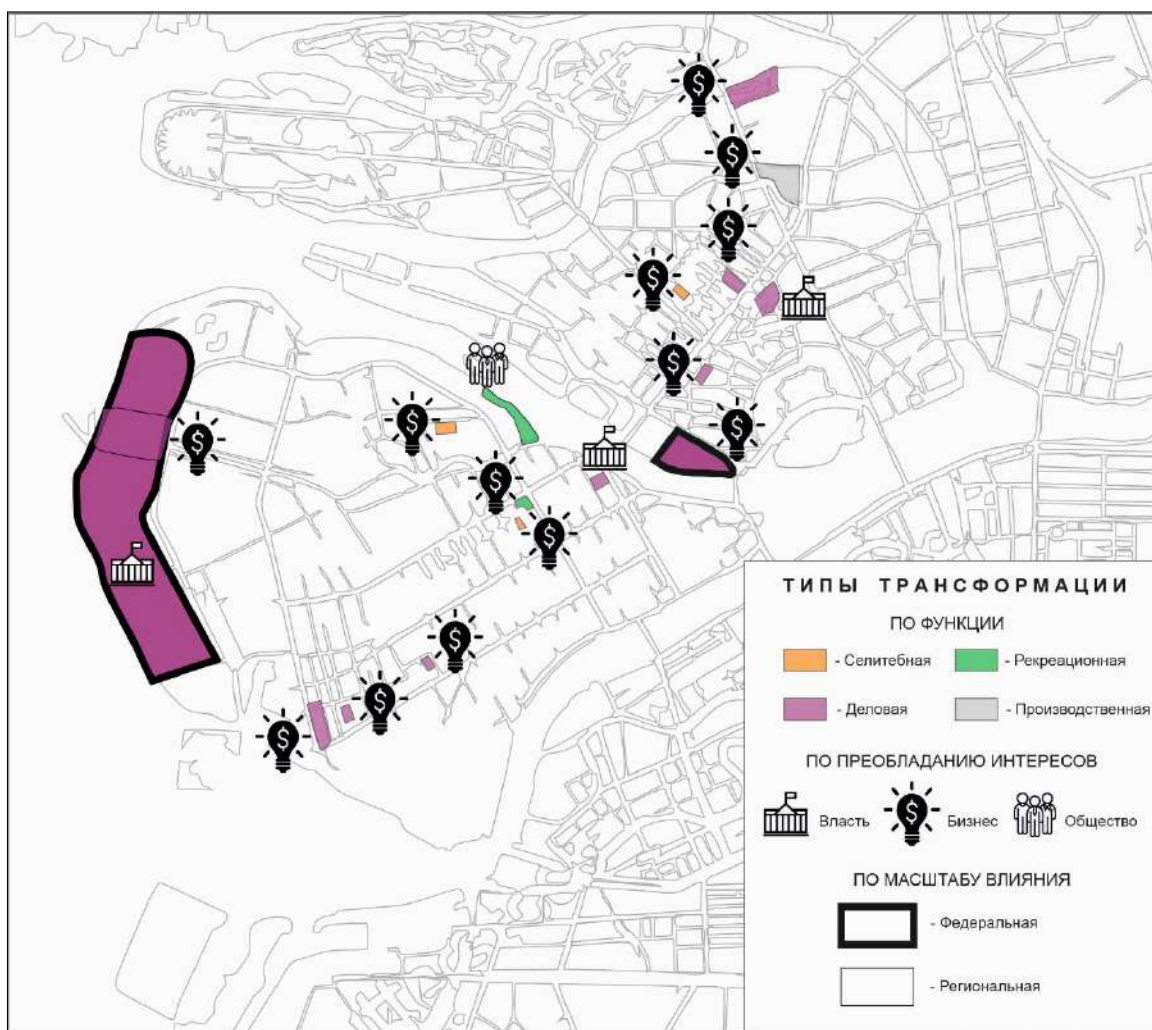 ТИПЫ ТРАНСФОРМАЦИИ
ПО ФУНКЦИИ
- Селитебная
- Рекреационная
- Деловая
- Производственная
ПО ПРЕОБЛАДАНИЮ ИНТЕРЕСОВ
Власть
Бизнес
Общество
ПО МАСШТАБУ ВЛИЯНИЯ
- Федеральная
- Региональная